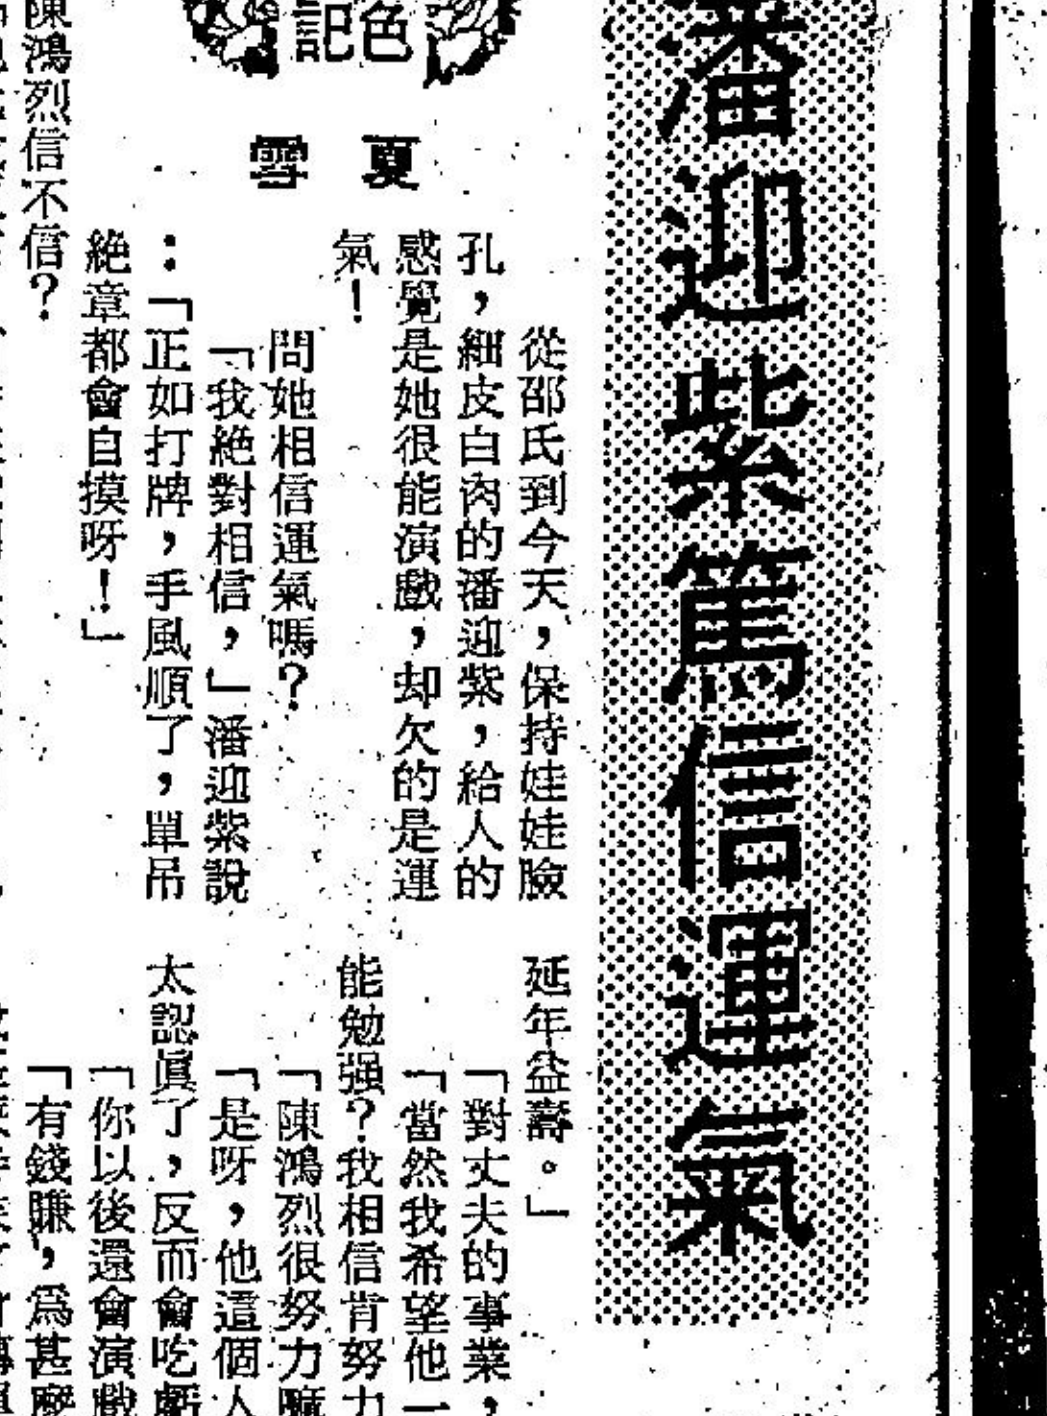 潘迎紫篤信運氣
色
記
夏雪
從邵氏到今天，保持娃娃臉
孔，細皮白肉的潘迎紫，給人的
感覺是她很能演戲，却欠的是運
氣！
問她相信運氣嗎？
「我絕對相信，」潘迎紫說
：「正如打牌，手風順了，單吊
絕章都會自摸呀！」
陳鴻烈信不信？
延年益壽。」
「對丈夫的事業，
「當然我希望他一
能勉强？我相信肯努力
「陳鴻烈很努力嘛
「是呀，他這個人
太認眞了，反而會吃虧
「你以後還會演戲
「有錢賺，爲甚麼